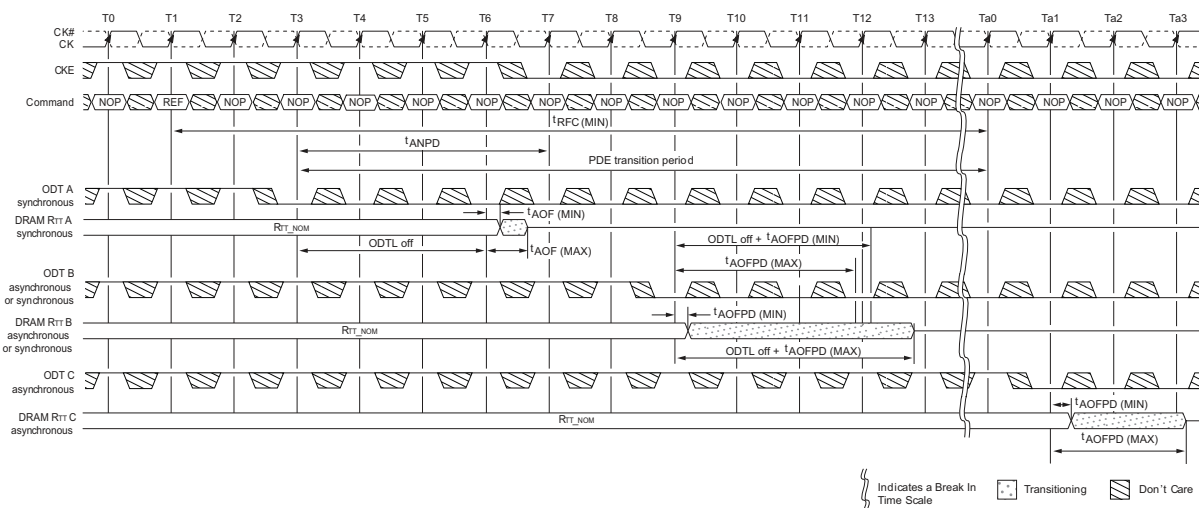 T0 T1 T2 T3 T4 T5 T6 T7 T8 T9 T10 T11 T12 T13 Ta0 Ta1 Ta2 Ta3
CK#
CK
CKE
Command NOP REF NOP NOP NOP NOP NOP NOP NOP NOP NOP NOP NOP NOP NOP NOP NOP
tRFC (MIN)
tANPD
PDE transition period
ODT A
synchronous
tAOF (MIN)
DRAM RTT A
synchronous
RTT_NOM
ODTL off
tAOF (MAX)
ODTL off + tAOFPD (MIN)
tAOFPD (MAX)
ODT B
asynchronous
or synchronous
tAOFPD (MIN)
DRAM RTT B
asynchronous
or synchronous
RTT_NOM
ODTL off + tAOFPD (MAX)
ODT C
asynchronous
tAOFPD (MIN)
DRAM RTT C
asynchronous
RTT_NOM
tAOFPD (MAX)
Indicates a Break In
Time Scale
Transitioning
Don't Care